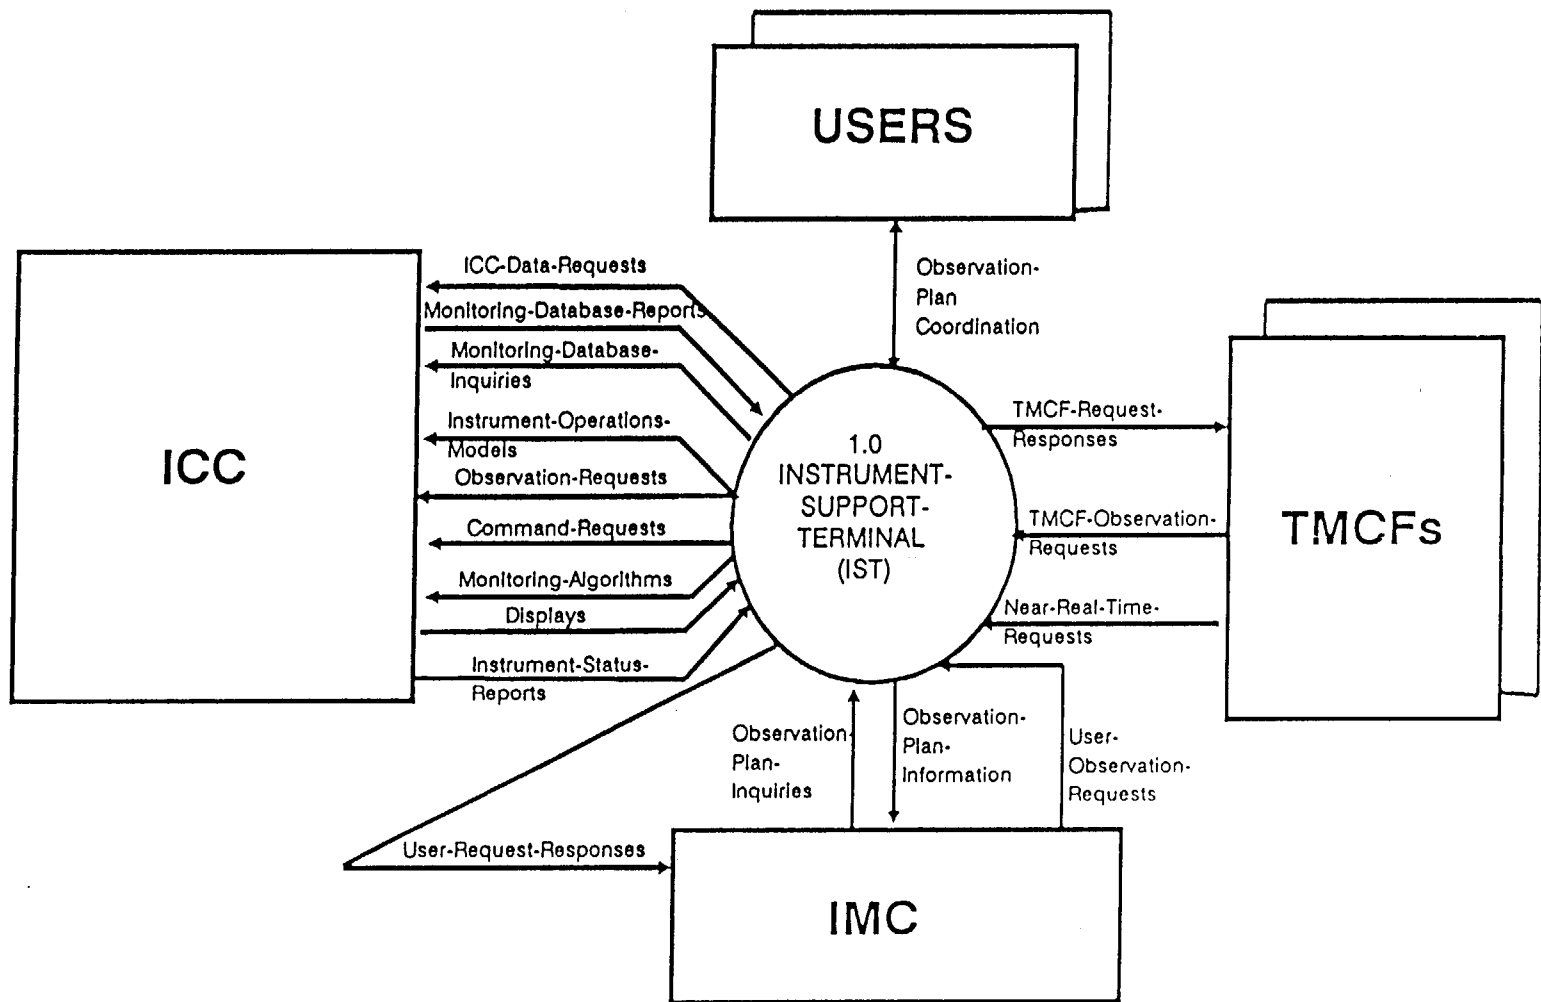 USERS
Observation-
Plan
Coordination
ICC
ICC-Data-Requests
Monitoring-Database-Reports
Monitoring-Database-
Inquiries
Instrument-Operations-
Models
Observation-Requests
Command-Requests
Monitoring-Algorithms
Displays
Instrument-Status-
Reports
1.0
INSTRUMENT-
SUPPORT-
TERMINAL
(IST)
TMCF-Request-
Responses
TMCF-Observation-
Requests
Near-Real-Time-
Requests
TMCFs
Observation-
Plan-
Inquiries
Observation-
Plan-
Information
User-
Observation-
Requests
User-Request-Responses
IMC